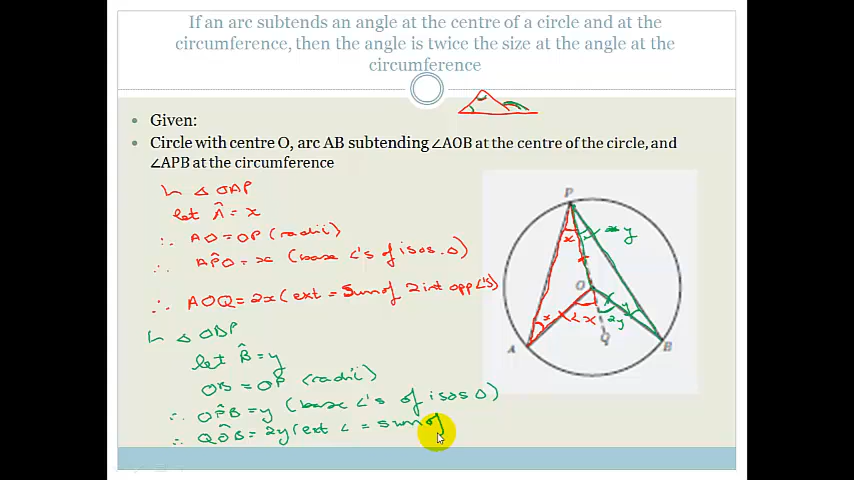 If an arc subtends an angle at the centre of a circle and at the
circumference, then the angle is twice the size at the angle at the
circumference
• Given:
• Circle with centre O, arc AB subtending ∠AOB at the centre of the circle, and
∠APB at the circumference
In △ OAP
let Â = x
∴ AO = OP (radii)
∴ AP̂O = x (base ∠'s of isos. △)
∴ AOQ = 2x (ext = sum of 2 int opp ∠'s)
In △ OBP
let B̂ = y
OB = OP (radii)
∴ OP̂B = y (base ∠'s of isos △)
∴ QÔB = 2y (ext ∠ = sum of
P
x
y
O
x
2x
2y
y
Q
A
B